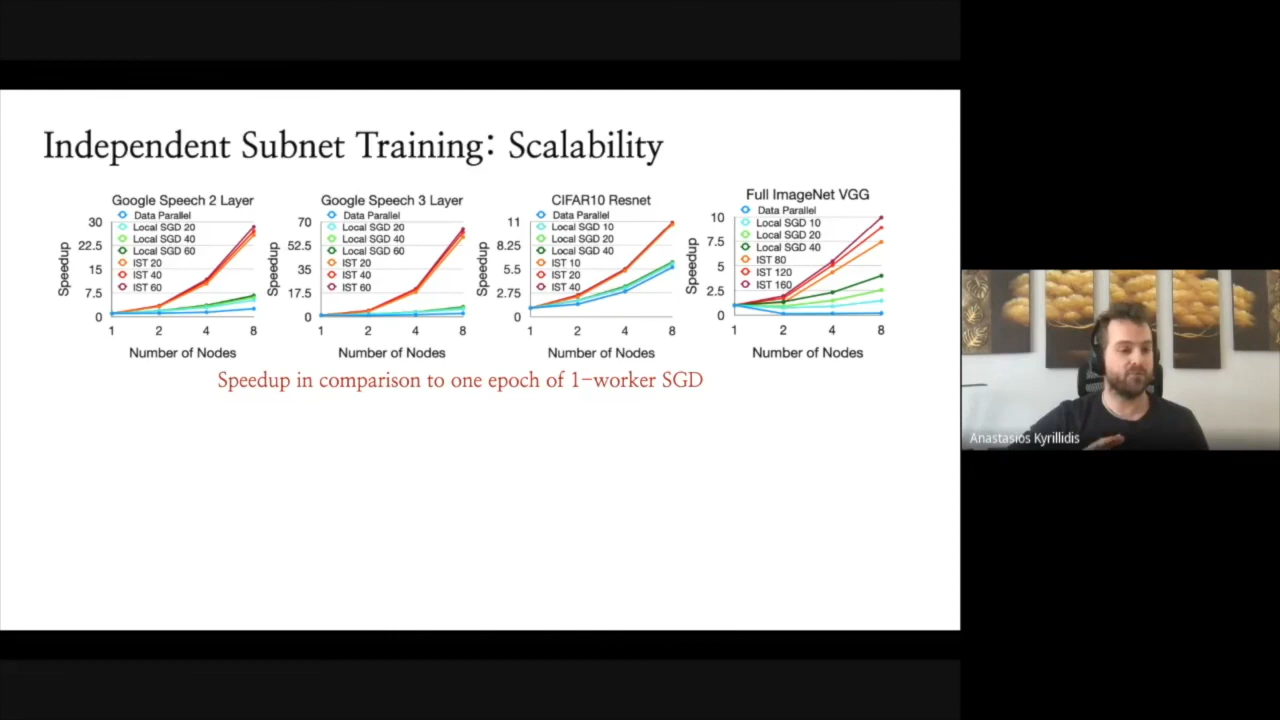 Independent Subnet Training: Scalability
Google Speech 2 Layer
Data Parallel
Local SGD 20
Local SGD 40
Local SGD 60
IST 20
IST 40
IST 60
30
22.5
15
7.5
0
Speedup
1 2 4 8
Number of Nodes
Google Speech 3 Layer
Data Parallel
Local SGD 20
Local SGD 40
Local SGD 60
IST 20
IST 40
IST 60
70
52.5
35
17.5
0
Speedup
1 2 4 8
Number of Nodes
CIFAR10 Resnet
Data Parallel
Local SGD 10
Local SGD 20
Local SGD 40
IST 10
IST 20
IST 40
11
8.25
5.5
2.75
0
Speedup
1 2 4 8
Number of Nodes
Full ImageNet VGG
Data Parallel
Local SGD 10
Local SGD 20
Local SGD 40
IST 80
IST 120
IST 160
10
7.5
5
2.5
0
Speedup
1 2 4 8
Number of Nodes
Speedup in comparison to one epoch of 1-worker SGD
Anastasios Kyrillidis